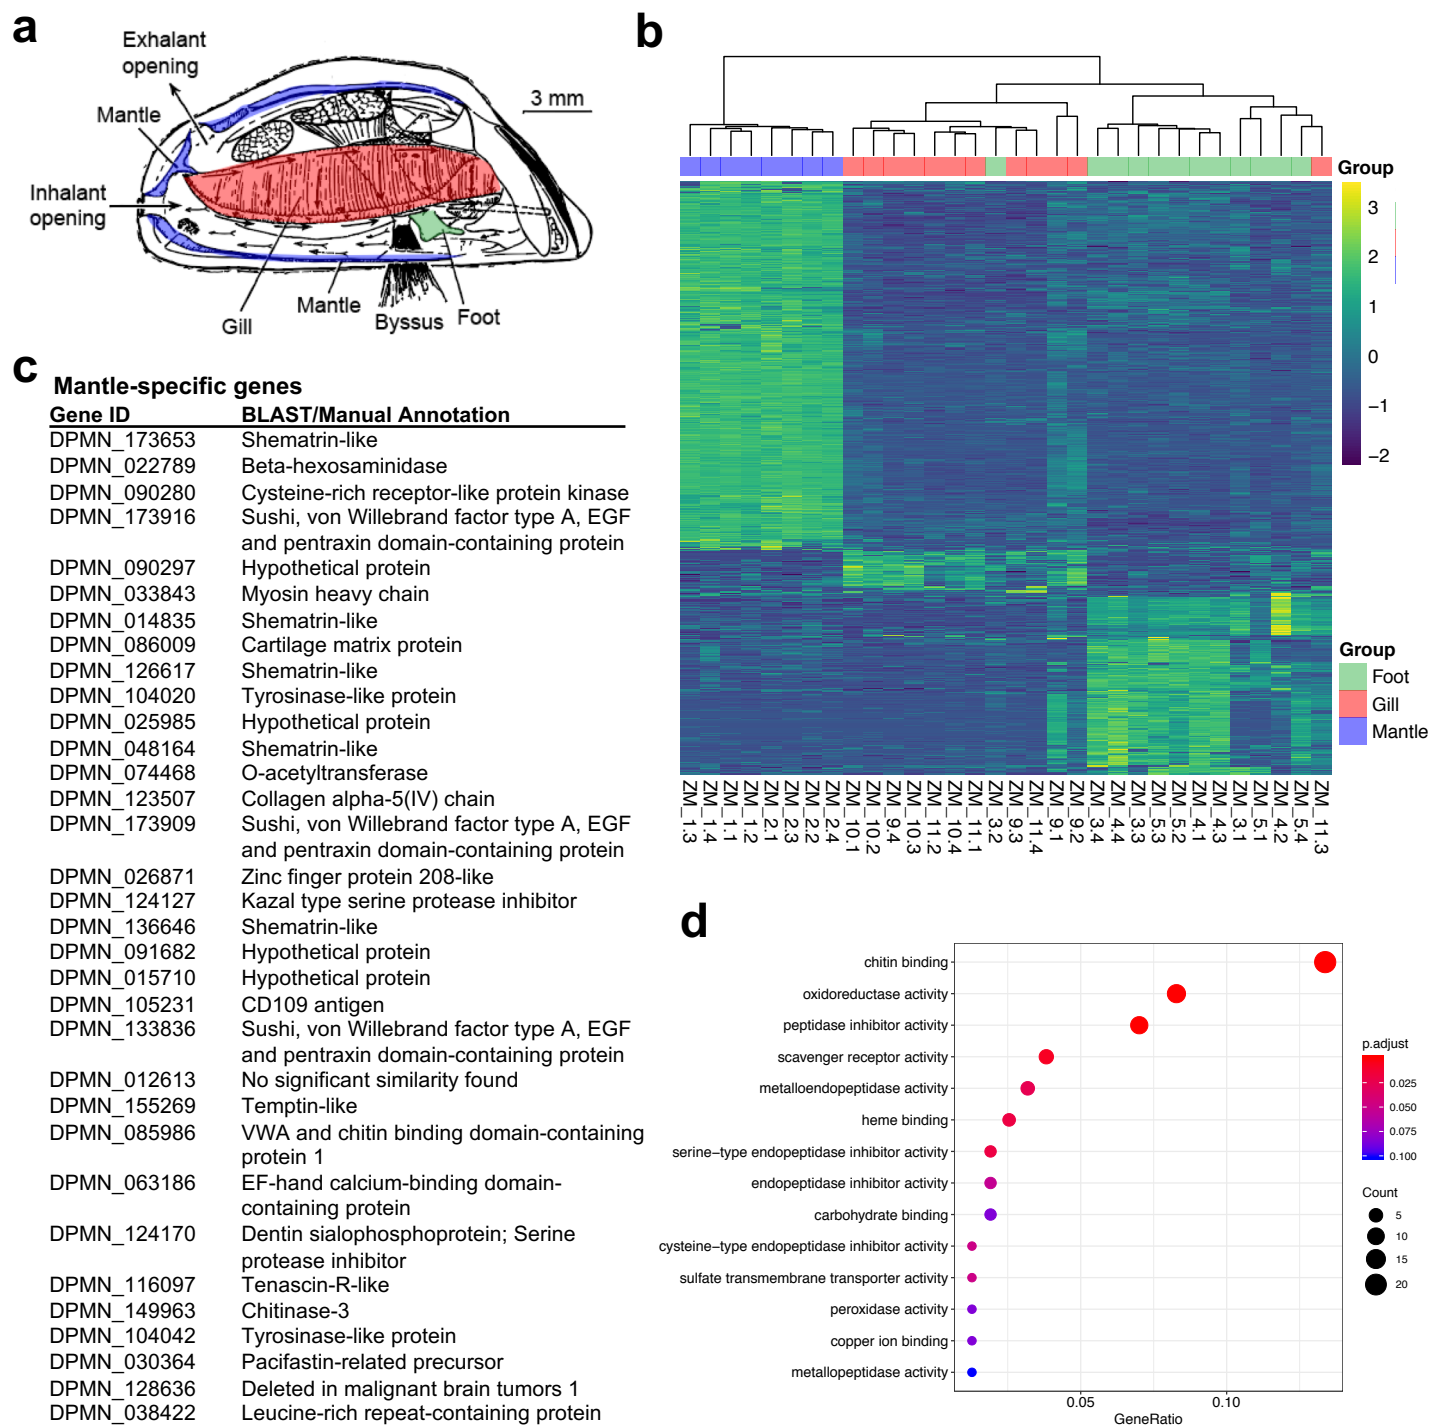 a
Exhalant
opening
Mantle
3 mm
Inhalant
opening
Gill
Mantle
Byssus
Foot
b
Group
3
2
1
0
−1
−2
Group
Foot
Gill
Mantle
ZM_1.3
ZM_1.4
ZM_1.1
ZM_1.2
ZM_2.1
ZM_2.3
ZM_2.2
ZM_2.4
ZM_10.1
ZM_10.2
ZM_9.4
ZM_10.3
ZM_11.2
ZM_10.4
ZM_11.1
ZM_3.2
ZM_9.3
ZM_11.4
ZM_9.1
ZM_9.2
ZM_3.4
ZM_4.4
ZM_3.3
ZM_5.3
ZM_5.2
ZM_4.1
ZM_4.3
ZM_3.1
ZM_5.1
ZM_4.2
ZM_5.4
ZM_11.3
c
Mantle-specific genes
Gene ID BLAST/Manual Annotation
DPMN_173653 Shematrin-like
DPMN_022789 Beta-hexosaminidase
DPMN_090280 Cysteine-rich receptor-like protein kinase
DPMN_173916 Sushi, von Willebrand factor type A, EGF
and pentraxin domain-containing protein
DPMN_090297 Hypothetical protein
DPMN_033843 Myosin heavy chain
DPMN_014835 Shematrin-like
DPMN_086009 Cartilage matrix protein
DPMN_126617 Shematrin-like
DPMN_104020 Tyrosinase-like protein
DPMN_025985 Hypothetical protein
DPMN_048164 Shematrin-like
DPMN_074468 O-acetyltransferase
DPMN_123507 Collagen alpha-5(IV) chain
DPMN_173909 Sushi, von Willebrand factor type A, EGF
and pentraxin domain-containing protein
DPMN_026871 Zinc finger protein 208-like
DPMN_124127 Kazal type serine protease inhibitor
DPMN_136646 Shematrin-like
DPMN_091682 Hypothetical protein
DPMN_015710 Hypothetical protein
DPMN_105231 CD109 antigen
DPMN_133836 Sushi, von Willebrand factor type A, EGF
and pentraxin domain-containing protein
DPMN_012613 No significant similarity found
DPMN_155269 Temptin-like
DPMN_085986 VWA and chitin binding domain-containing
protein 1
DPMN_063186 EF-hand calcium-binding domain-
containing protein
DPMN_124170 Dentin sialophosphoprotein; Serine
protease inhibitor
DPMN_116097 Tenascin-R-like
DPMN_149963 Chitinase-3
DPMN_104042 Tyrosinase-like protein
DPMN_030364 Pacifastin-related precursor
DPMN_128636 Deleted in malignant brain tumors 1
DPMN_038422 Leucine-rich repeat-containing protein
d
chitin binding
oxidoreductase activity
peptidase inhibitor activity
scavenger receptor activity
metalloendopeptidase activity
heme binding
serine−type endopeptidase inhibitor activity
endopeptidase inhibitor activity
carbohydrate binding
cysteine−type endopeptidase inhibitor activity
sulfate transmembrane transporter activity
peroxidase activity
copper ion binding
metallopeptidase activity
0.05 0.10
GeneRatio
p.adjust
0.025
0.050
0.075
0.100
Count
5
10
15
20